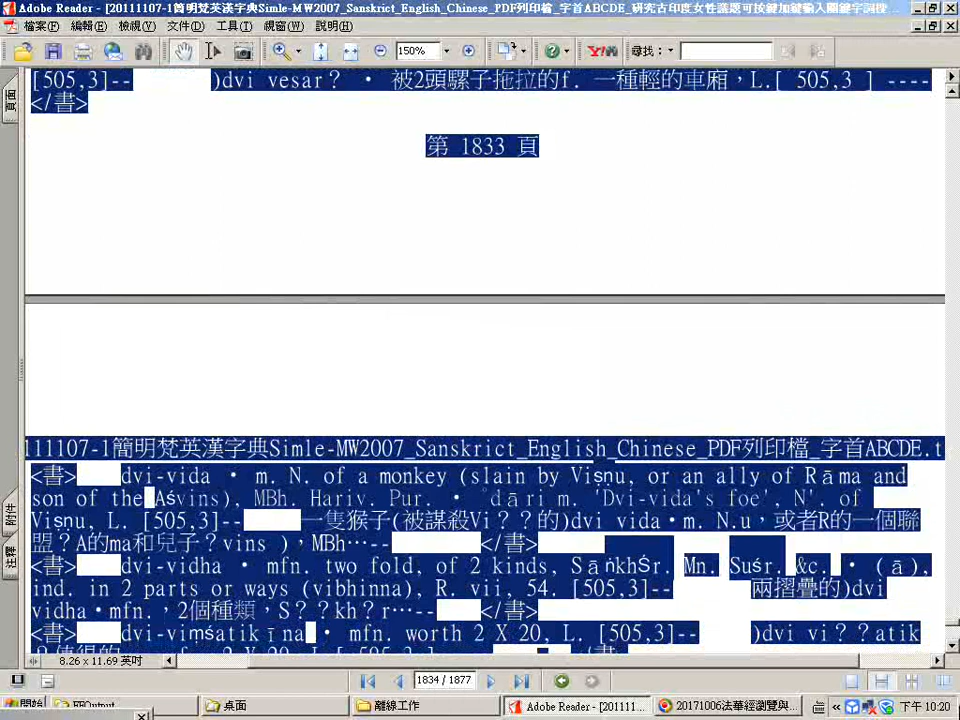 Adobe Reader - [20111107-1簡明梵英漢字典Simle-MW2007_Sanskrict_English_Chinese_PDF列印檔_字首ABCDE_研究古印度女性議題可按鍵加鍵輸入關鍵字詞搜
檔案(F) 編輯(E) 檢視(V) 文件(D) 工具(T) 視窗(W) 說明(H)
150% Y! 尋找：
頁面
[505,3]-- )dvi vesar？ ‧ 被2頭騾子拖拉的f. 一種輕的車廂，L.[ 505,3 ] ----
</書>
第 1833 頁
111107-1簡明梵英漢字典Simle-MW2007_Sanskrict_English_Chinese_PDF列印檔_字首ABCDE.t
<書> dvi-vida ‧ m. N. of a monkey (slain by Viṣṇu, or an ally of Rāma and
son of the Aśvins), MBh. Hariv. Pur. ‧ °dāri m. 'Dvi-vida's foe', N'. of
Viṣṇu, L. [505,3]-- 一隻猴子(被謀殺Vi？？的)dvi vida‧m. N.u，或者R的一個聯
盟？A的ma和兒子？vins )，MBh…-- </書>
<書> dvi-vidha ‧ mfn. two fold, of 2 kinds, SāṅkhŚr. Mn. Suśr. &c. ‧ (ā),
ind. in 2 parts or ways (vibhinna), R. vii, 54. [505,3]-- 兩摺疊的)dvi
vidha‧mfn.，2個種類，S？？kh？r…-- </書>
<書> dvi-viṃśatikīna ‧ mfn. worth 2 X 20, L. [505,3]-- )dvi vi？？atik
附件
註釋
8.26 x 11.69 英吋
1834 / 1877
開始 FFOutput 桌面 離線工作 Adobe Reader - [2011... 20171006法華經瀏覽與... 下午 10:20